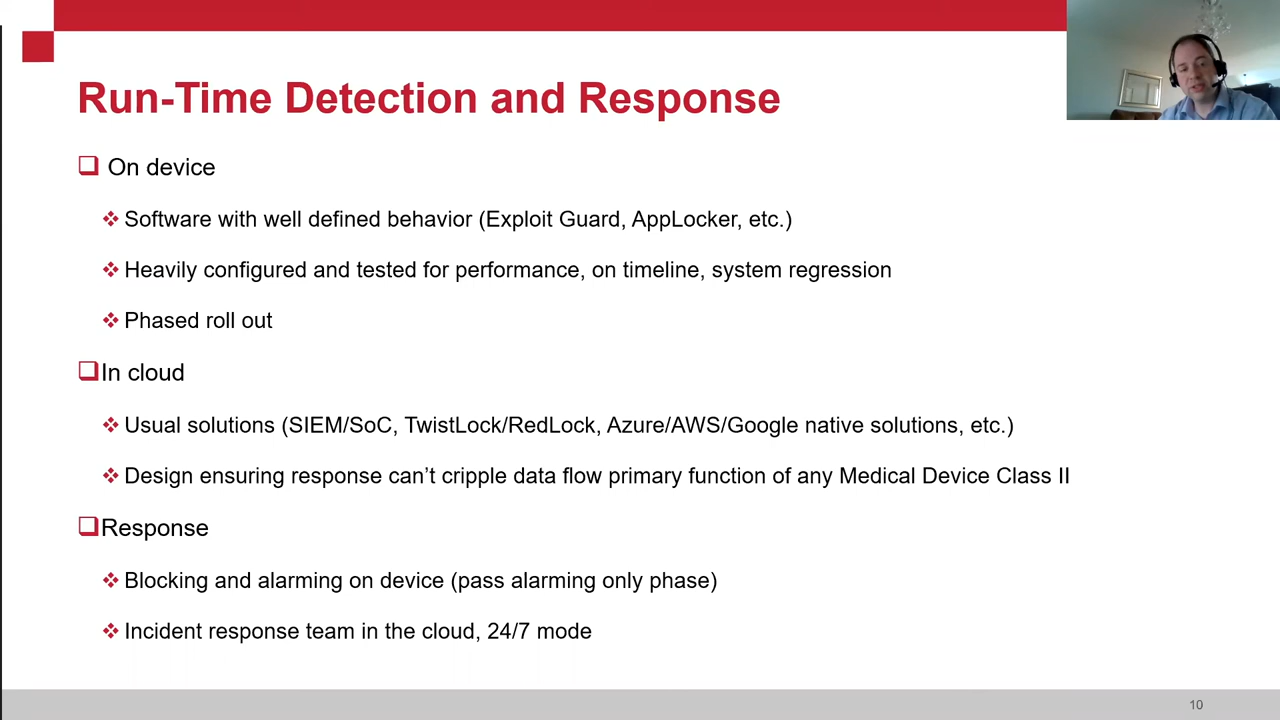 Run-Time Detection and Response
On device
Software with well defined behavior (Exploit Guard, AppLocker, etc.)
Heavily configured and tested for performance, on timeline, system regression
Phased roll out
In cloud
Usual solutions (SIEM/SoC, TwistLock/RedLock, Azure/AWS/Google native solutions, etc.)
Design ensuring response can’t cripple data flow primary function of any Medical Device Class II
Response
Blocking and alarming on device (pass alarming only phase)
Incident response team in the cloud, 24/7 mode
10